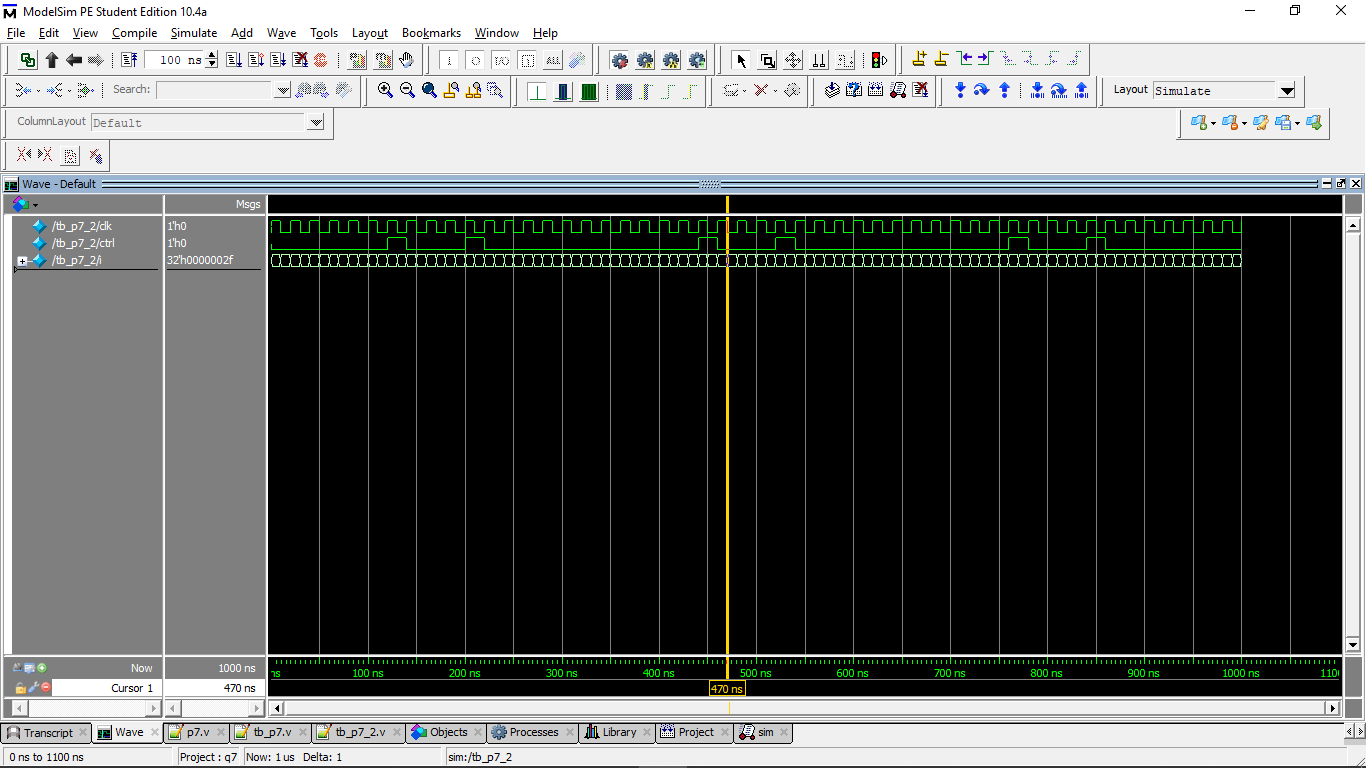 ModelSim PE Student Edition 10.4a
File Edit View Compile Simulate Add Wave Tools Layout Bookmarks Window Help
100 ns
ALL
Search:
Layout Simulate
ColumnLayout Default
Wave - Default
Msgs
/tb_p7_2/clk 1'h0
/tb_p7_2/ctrl 1'h0
/tb_p7_2/i 32'h0000002f
Now 1000 ns
ns 100 ns 200 ns 300 ns 400 ns 500 ns 600 ns 700 ns 800 ns 900 ns 1000 ns 110
Cursor 1 470 ns
470 ns
Transcript Wave p7.v tb_p7.v tb_p7_2.v Objects Processes Library Project sim
0 ns to 1100 ns Project : q7 Now: 1 us Delta: 1 sim:/tb_p7_2